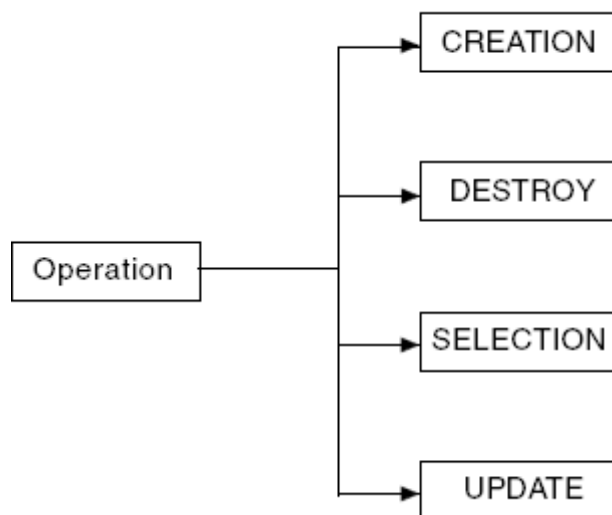 CREATION
DESTROY
Operation
SELECTION
UPDATE